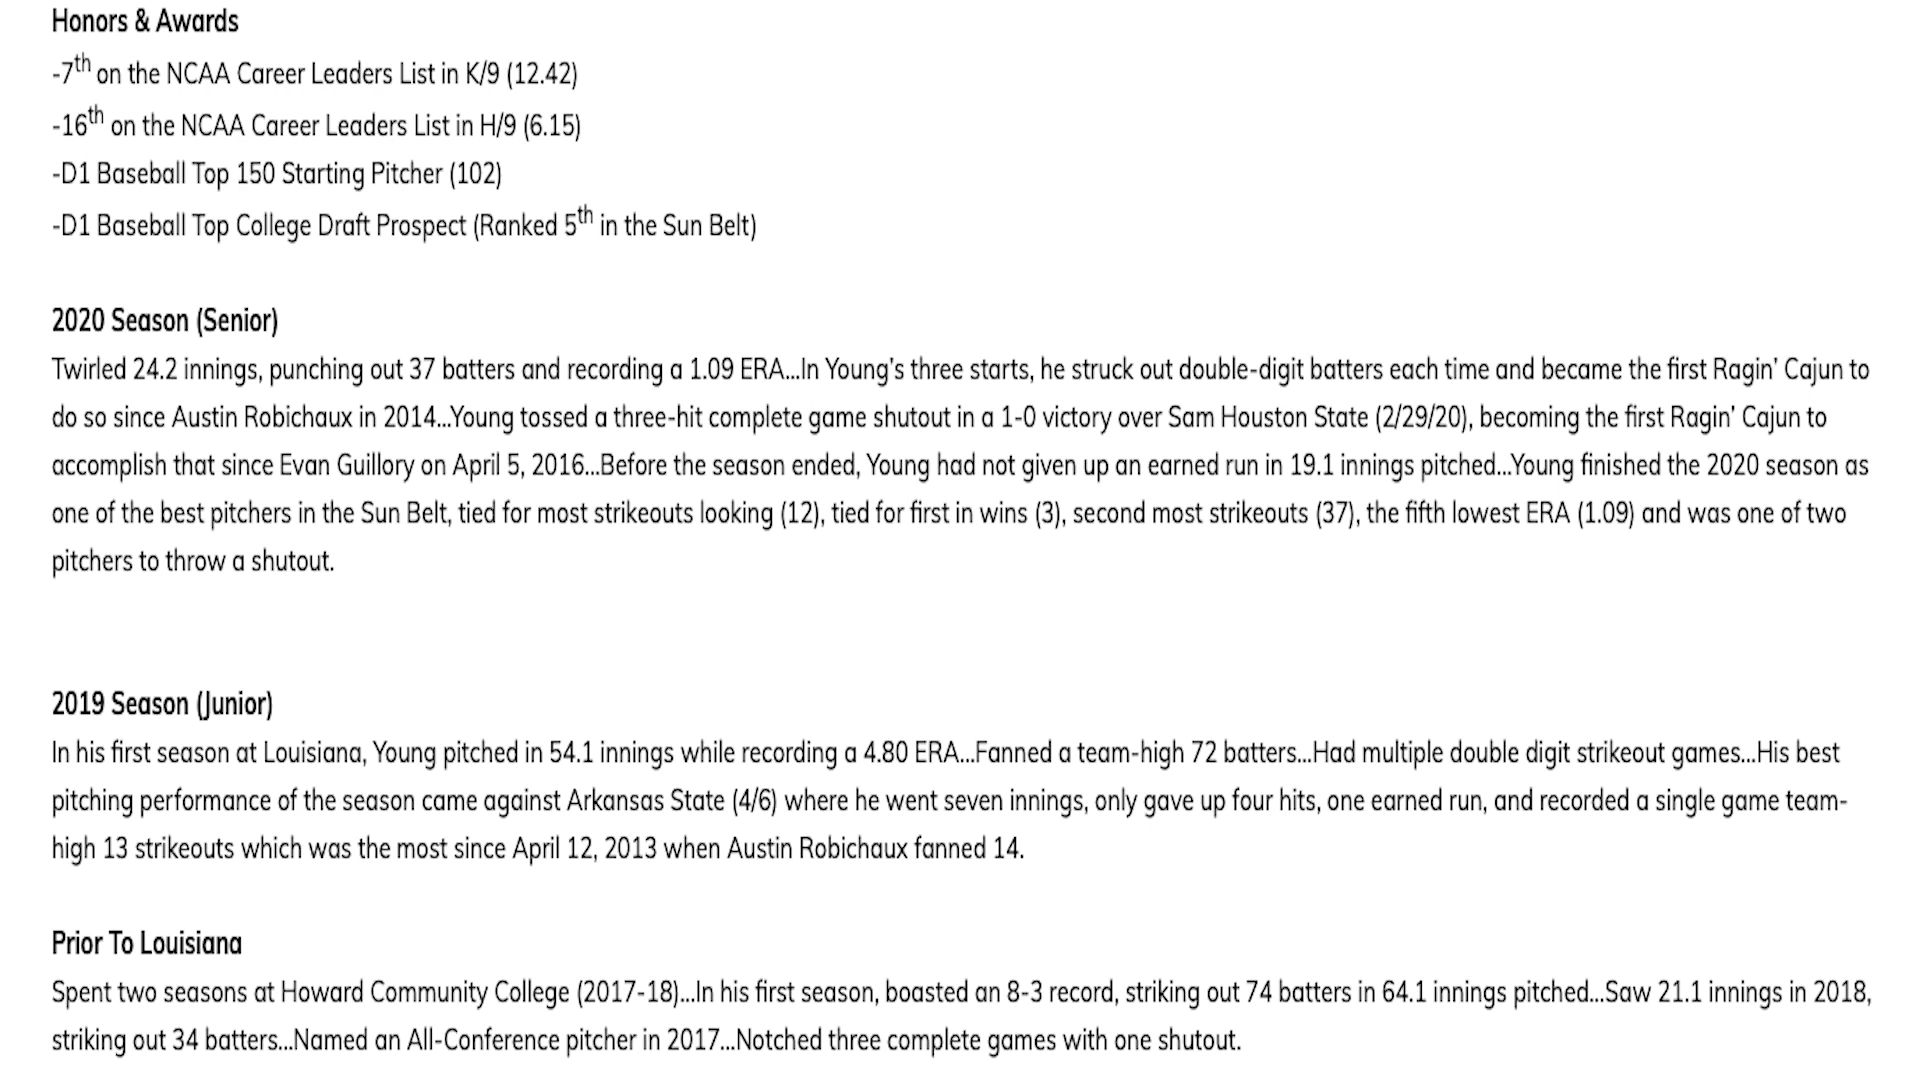 Honors & Awards
-7th on the NCAA Career Leaders List in K/9 (12.42)
-16th on the NCAA Career Leaders List in H/9 (6.15)
-D1 Baseball Top 150 Starting Pitcher (102)
-D1 Baseball Top College Draft Prospect (Ranked 5th in the Sun Belt)
2020 Season (Senior)
Twirled 24.2 innings, punching out 37 batters and recording a 1.09 ERA...In Young's three starts, he struck out double-digit batters each time and became the first Ragin' Cajun to
do so since Austin Robichaux in 2014...Young tossed a three-hit complete game shutout in a 1-0 victory over Sam Houston State (2/29/20), becoming the first Ragin' Cajun to
accomplish that since Evan Guillory on April 5, 2016...Before the season ended, Young had not given up an earned run in 19.1 innings pitched...Young finished the 2020 season as
one of the best pitchers in the Sun Belt, tied for most strikeouts looking (12), tied for first in wins (3), second most strikeouts (37), the fifth lowest ERA (1.09) and was one of two
pitchers to throw a shutout.
2019 Season (Junior)
In his first season at Louisiana, Young pitched in 54.1 innings while recording a 4.80 ERA...Fanned a team-high 72 batters...Had multiple double digit strikeout games...His best
pitching performance of the season came against Arkansas State (4/6) where he went seven innings, only gave up four hits, one earned run, and recorded a single game team-
high 13 strikeouts which was the most since April 12, 2013 when Austin Robichaux fanned 14.
Prior To Louisiana
Spent two seasons at Howard Community College (2017-18)...In his first season, boasted an 8-3 record, striking out 74 batters in 64.1 innings pitched...Saw 21.1 innings in 2018,
striking out 34 batters...Named an All-Conference pitcher in 2017...Notched three complete games with one shutout.